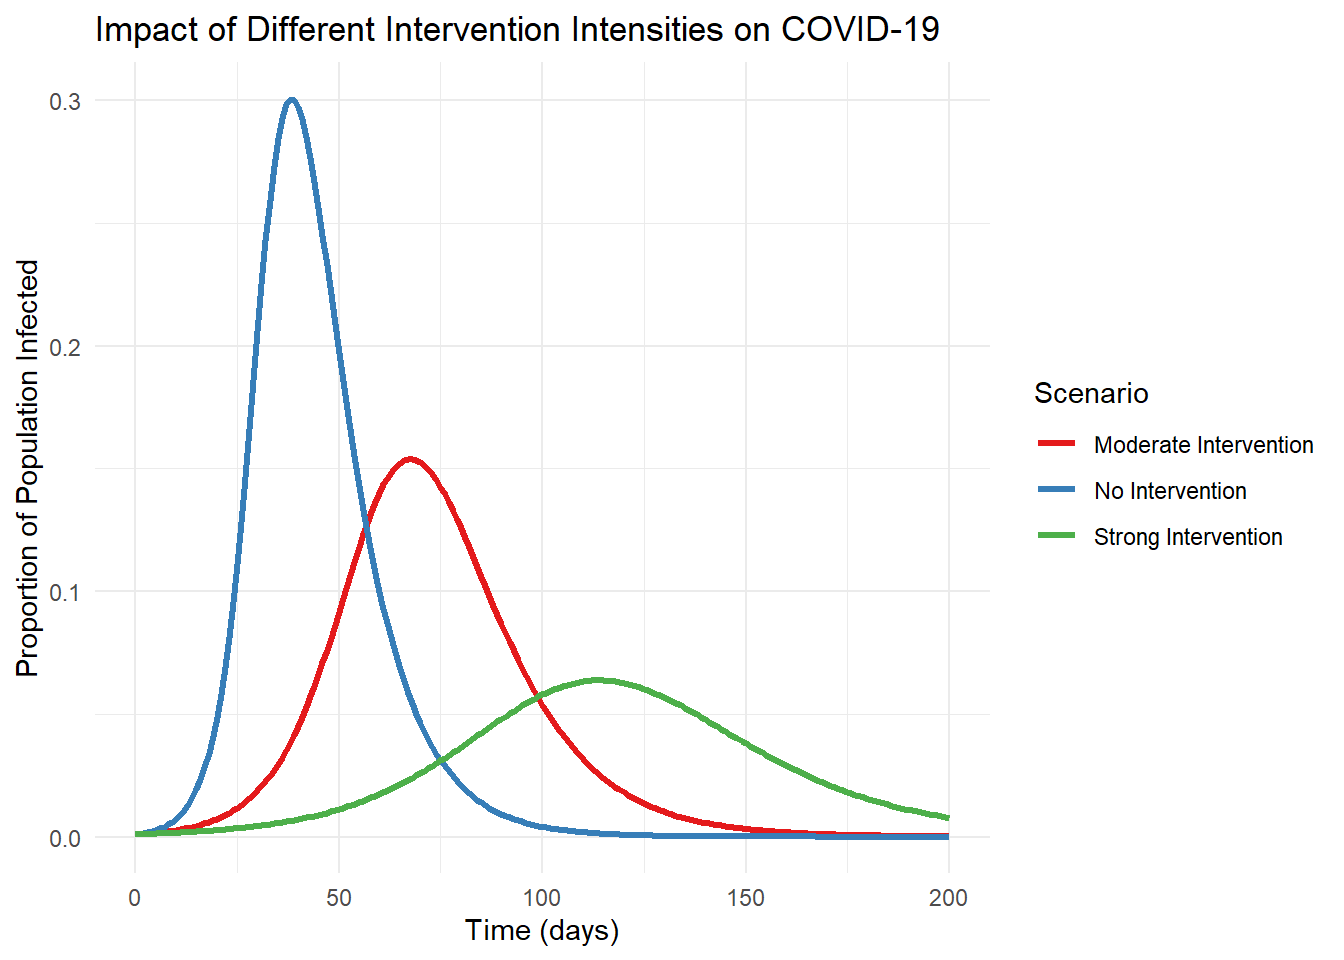 Impact of Different Intervention Intensities on COVID-19
Proportion of Population Infected
0.3
0.2
0.1
0.0
0
50
100
150
200
Time (days)
Scenario
Moderate Intervention
No Intervention
Strong Intervention